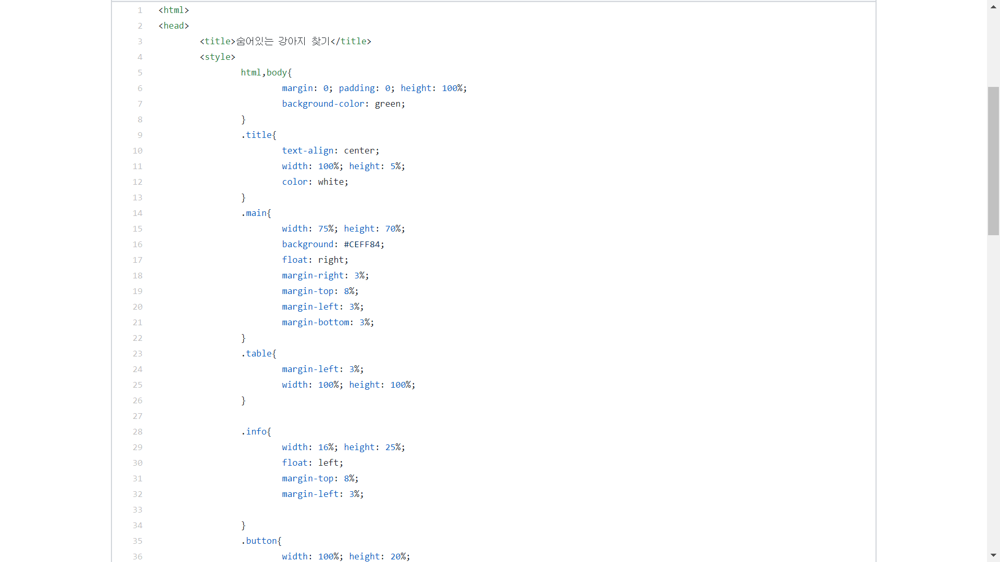 1 <html>
2 <head>
3 <title>숨어있는 강아지 찾기</title>
4 <style>
5 html,body{
6 margin: 0; padding: 0; height: 100%;
7 background-color: green;
8 }
9 .title{
10 text-align: center;
11 width: 100%; height: 5%;
12 color: white;
13 }
14 .main{
15 width: 75%; height: 70%;
16 background: #CEFF84;
17 float: right;
18 margin-right: 3%;
19 margin-top: 8%;
20 margin-left: 3%;
21 margin-bottom: 3%;
22 }
23 .table{
24 margin-left: 3%;
25 width: 100%; height: 100%;
26 }
27
28 .info{
29 width: 16%; height: 25%;
30 float: left;
31 margin-top: 8%;
32 margin-left: 3%;
33
34 }
35 .button{
36 width: 100%; height: 20%;